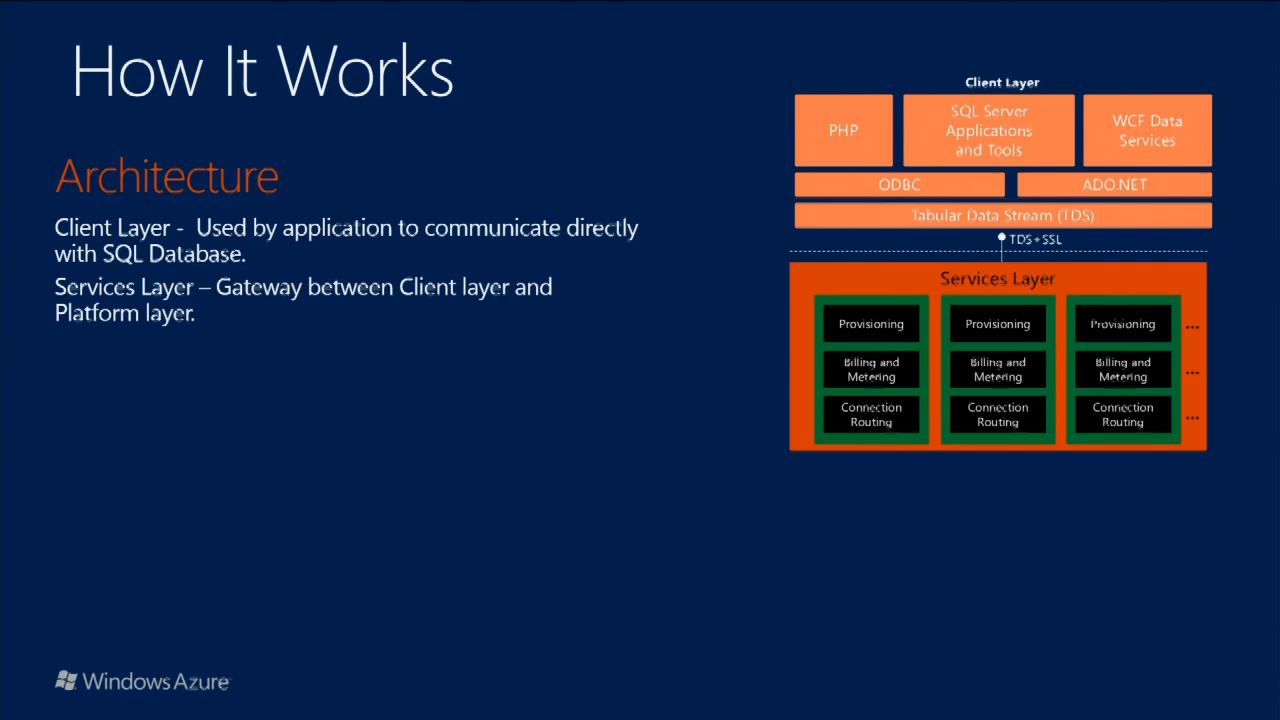 How It Works
Architecture
Client Layer -  Used by application to communicate directly
with SQL Database.
Services Layer – Gateway between Client layer and
Platform layer.
Client Layer
PHP
SQL Server
Applications
and Tools
WCF Data
Services
ODBC
ADO.NET
Tabular Data Stream (TDS)
TDS+SSL
Services Layer
Provisioning
Provisioning
Provisioning
...
Billing and
Metering
Billing and
Metering
Billing and
Metering
...
Connection
Routing
Connection
Routing
Connection
Routing
...
Windows Azure